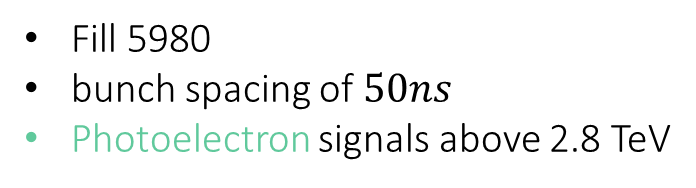 • Fill 5980
• bunch spacing of 50ns
• Photoelectron signals above 2.8 TeV